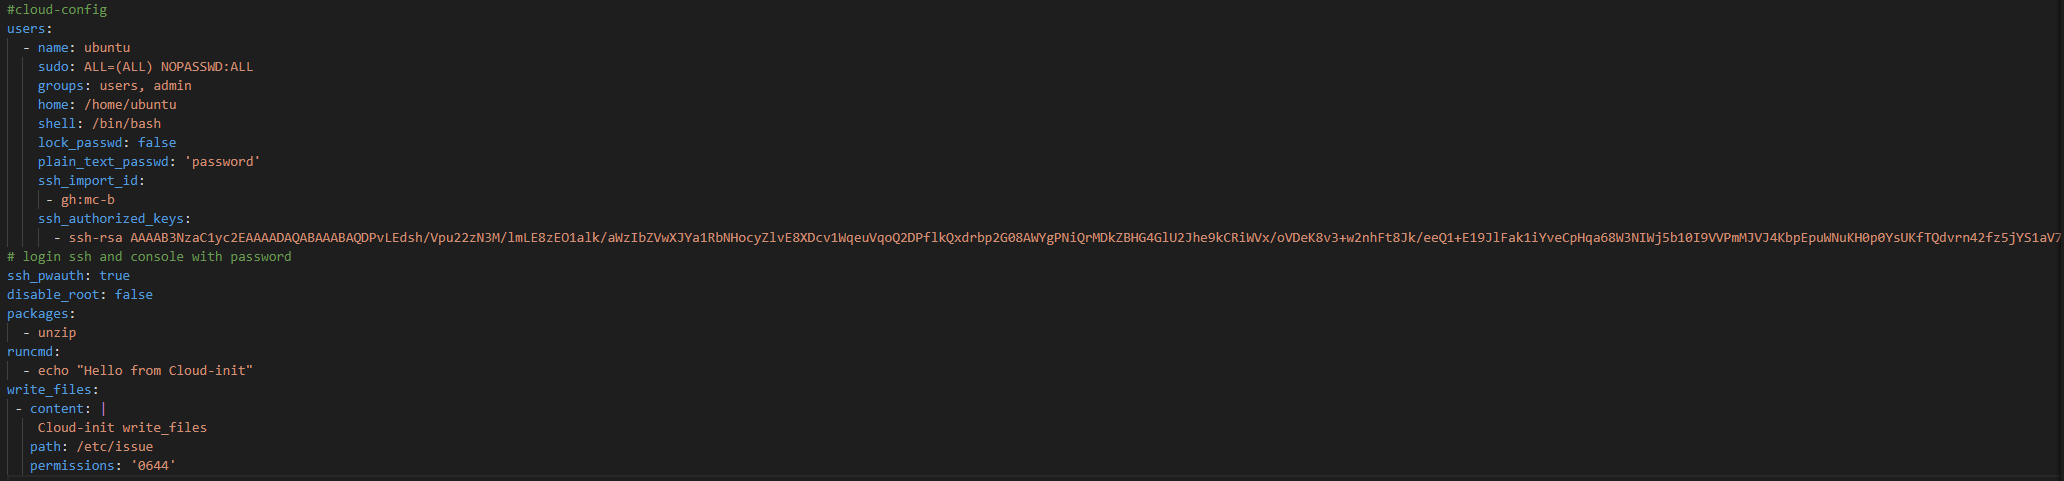 #cloud-config
users:
  - name: ubuntu
    sudo: ALL=(ALL) NOPASSWD:ALL
    groups: users, admin
    home: /home/ubuntu
    shell: /bin/bash
    lock_passwd: false
    plain_text_passwd: 'password'
    ssh_import_id:
     - gh:mc-b
    ssh_authorized_keys:
      - ssh-rsa AAAAB3NzaC1yc2EAAAADAQABAAABAQDPvLEdsh/Vpu22zN3M/lmLE8zEO1alk/aWzIbZVwXJYa1RbNHocyZlvE8XDcv1WqeuVqoQ2DPflkQxdrbp2G08AWYgPNiQrMDkZBHG4GlU2Jhe9kCRiWVx/oVDeK8v3+w2nhFt8Jk/eeQ1+E19JlFak1iYveCpHqa68W3NIWj5b10I9VVPmMJVJ4KbpEpuWNuKH0p0YsUKfTQdvrn42fz5jYS1aV7
# login ssh and console with password
ssh_pwauth: true
disable_root: false
packages:
  - unzip
runcmd:
  - echo "Hello from Cloud-init"
write_files:
 - content: |
    Cloud-init write_files
   path: /etc/issue
   permissions: '0644'